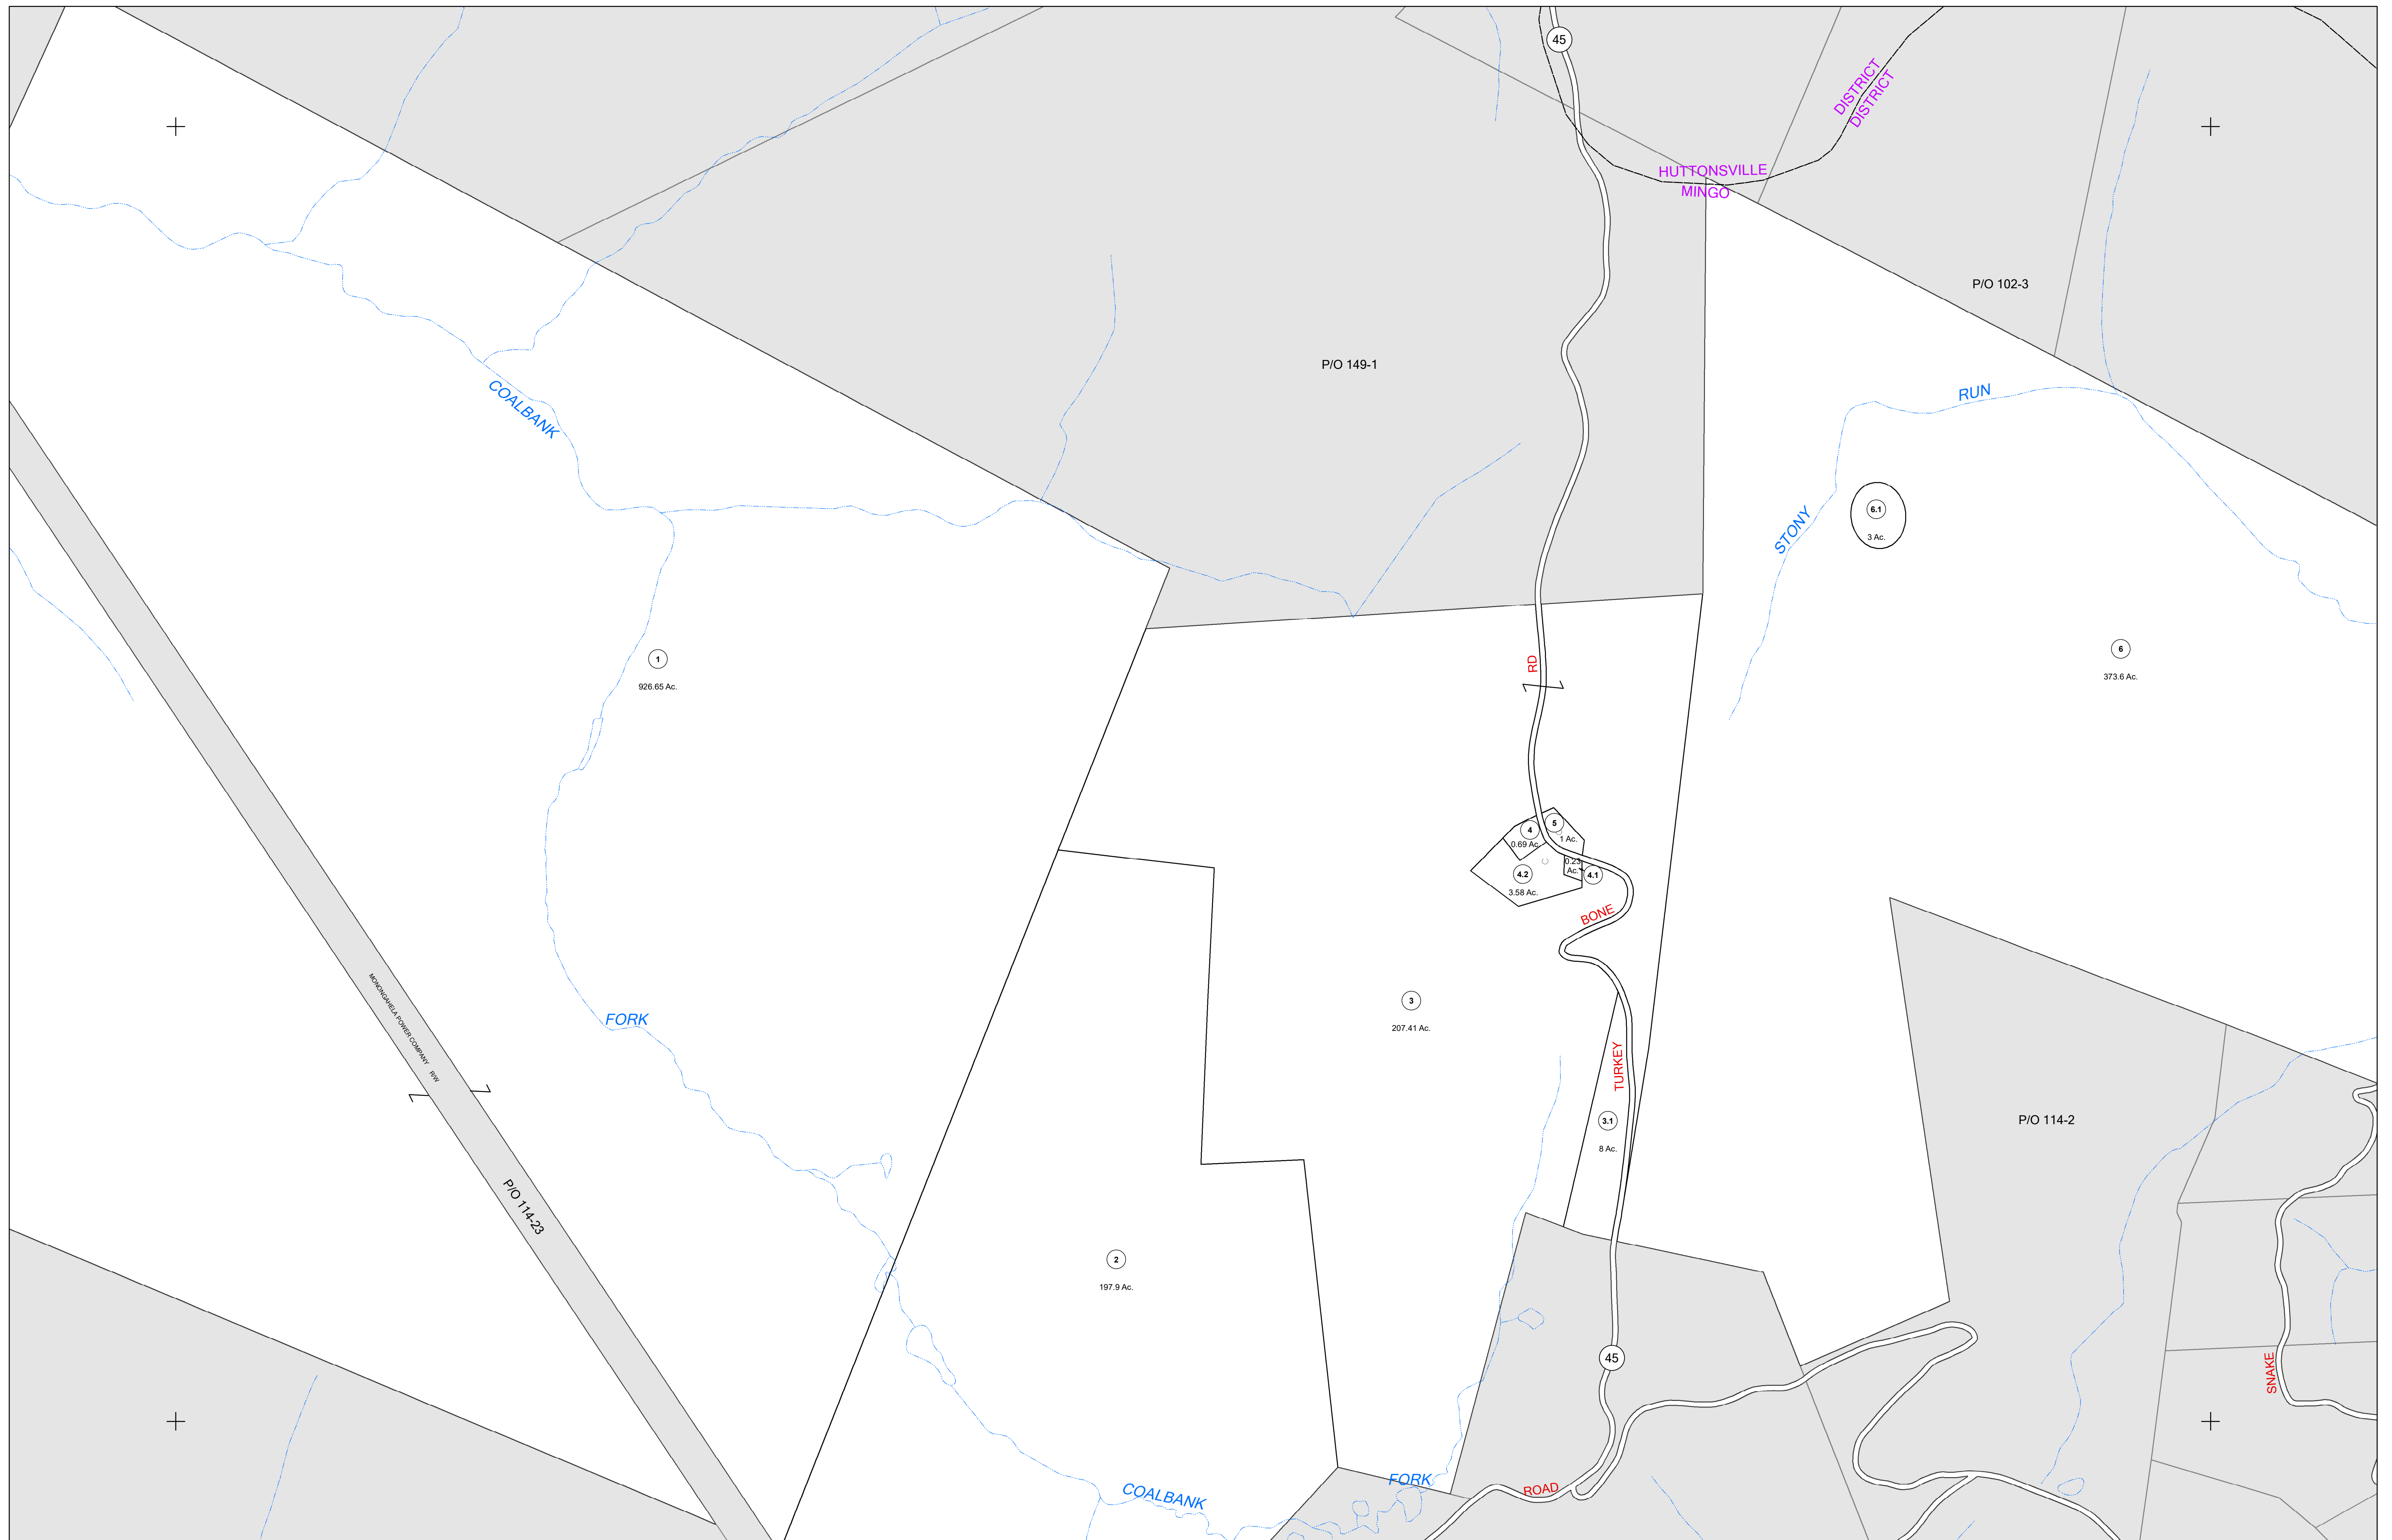 45
DISTRICT
DISTRICT
HUTTONSVILLE
MINGO
P/O 102-3
P/O 149-1
COALBANK
RUN
STONY
6.1
3 Ac.
RD
1
926.65 Ac.
6
373.6 Ac.
5
1 Ac.
4
0.69 Ac.
0.23
Ac.
4.1
4.2
3.58 Ac.
BONE
MONONGAHELA POWER COMPANY R/W
3
207.41 Ac.
FORK
TURKEY
3.1
8 Ac.
P/O 114-2
P/O 114-23
2
197.9 Ac.
45
SNAKE
FORK
ROAD
COALBANK